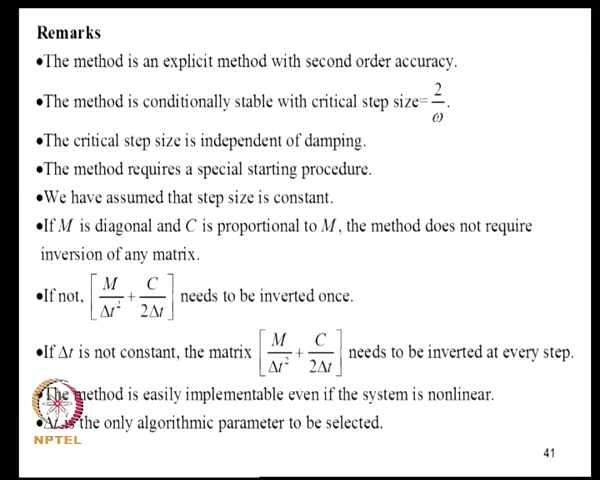 Remarks
•The method is an explicit method with second order accuracy.
•The method is conditionally stable with critical step size= 2/ω.
•The critical step size is independent of damping.
•The method requires a special starting procedure.
•We have assumed that step size is constant.
•If M is diagonal and C is proportional to M, the method does not require
inversion of any matrix.
•If not, [M/Δt² + C/2Δt] needs to be inverted once.
•If Δt is not constant, the matrix [M/Δt² + C/2Δt] needs to be inverted at every step.
•The method is easily implementable even if the system is nonlinear.
•Δt is the only algorithmic parameter to be selected.
NPTEL
41